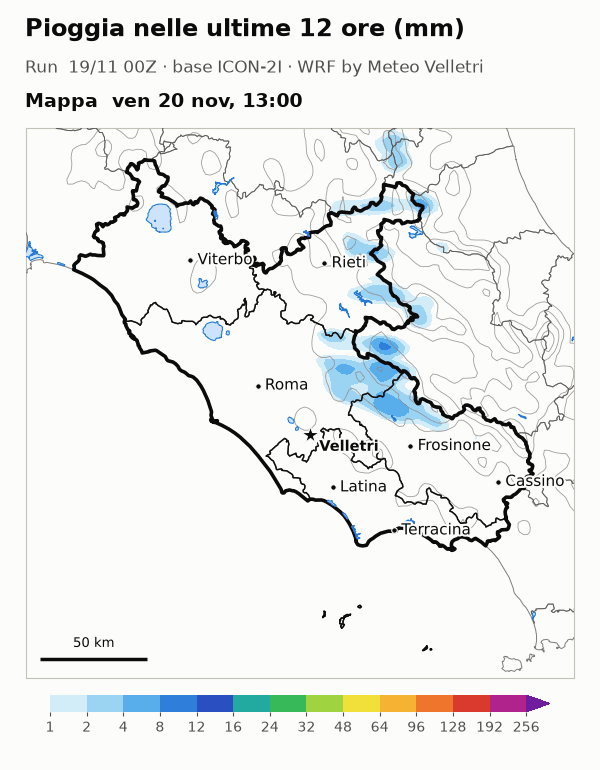 Pioggia nelle ultime 12 ore (mm)
Run  19/11 00Z · base ICON-2I · WRF by Meteo Velletri
Mappa  ven 20 nov, 13:00
Viterbo
Rieti
Roma
Velletri
Frosinone
Latina
Cassino
Terracina
50 km
1 2 4 8 12 16 24 32 48 64 96 128 192 256